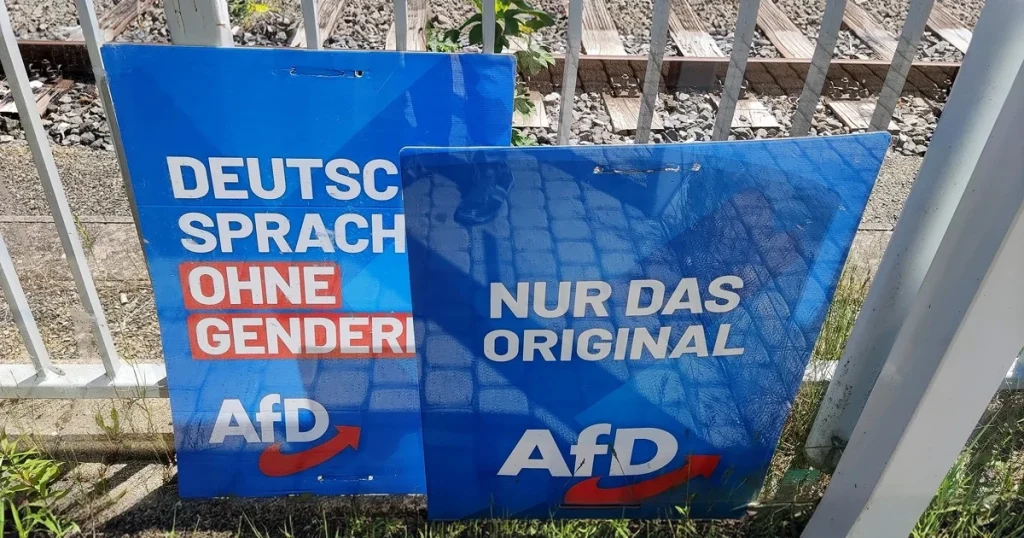 DEUTSC
SPRACH
OHNE
GENDER
AfD
NUR DAS
ORIGINAL
AfD